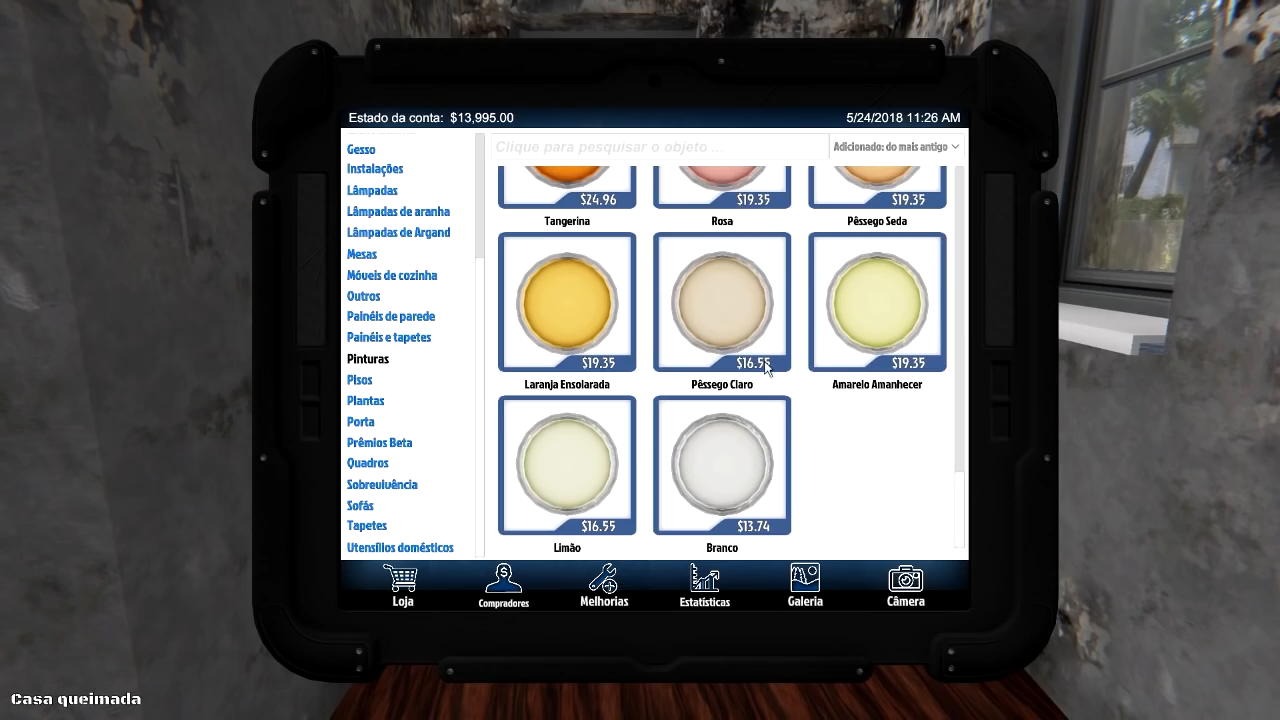 Estado da conta: $13,995.00
5/24/2018 11:26 AM
Gesso
Instalações
Lâmpadas
Lâmpadas de aranha
Lâmpadas de Argand
Mesas
Móveis de cozinha
Outros
Painéis de parede
Painéis e tapetes
Pinturas
Pisos
Plantas
Porta
Prêmios Beta
Quadros
Sobreuivência
Sofás
Tapetes
Utensílios domésticos
Clique para pesquisar o objeto ...
Adicionado: do mais antigo
$24.96
$19.35
$19.35
Tangerina
Rosa
Pêssego Seda
$19.35
$16.55
$19.35
Laranja Ensolarada
Pêssego Claro
Amarelo Amanhecer
$16.55
$13.74
Limão
Branco
Loja
Compradores
Melhorias
Estatísticas
Galeria
Câmera
Casa queimada